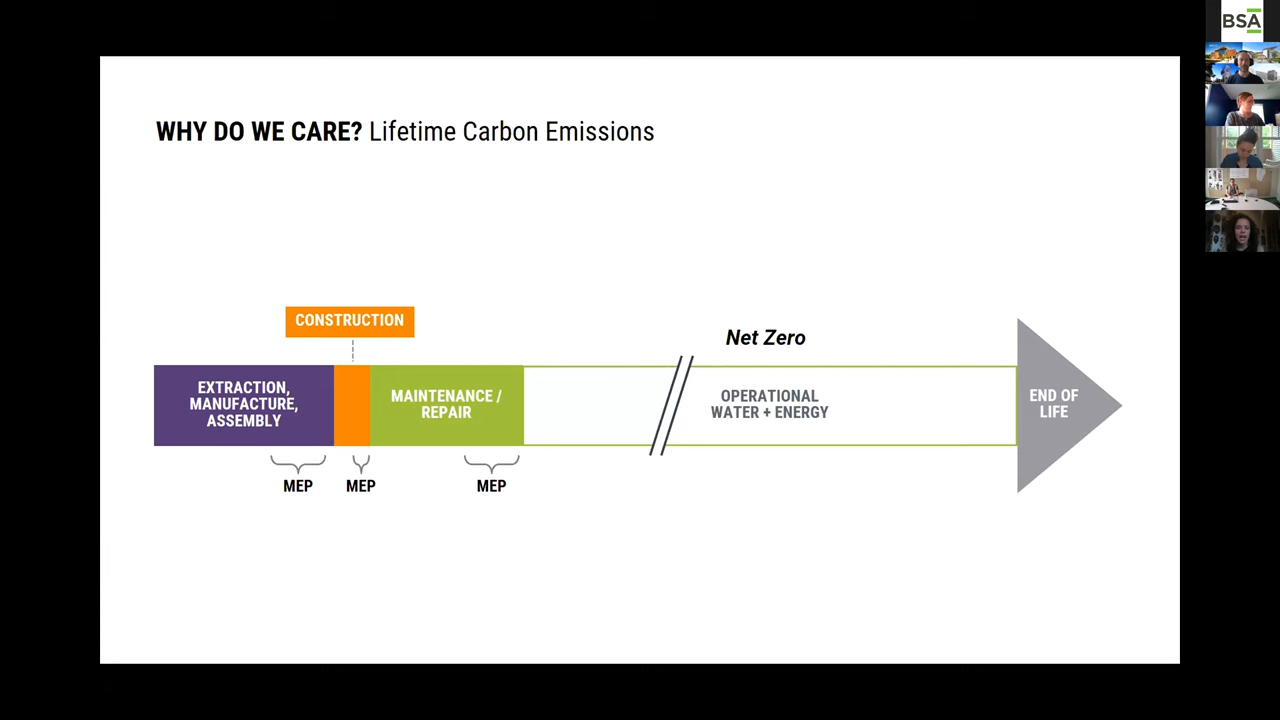 BSA
WHY DO WE CARE? Lifetime Carbon Emissions
CONSTRUCTION
Net Zero
EXTRACTION,
MANUFACTURE,
ASSEMBLY
MAINTENANCE /
REPAIR
OPERATIONAL
WATER + ENERGY
END OF
LIFE
MEP
MEP
MEP